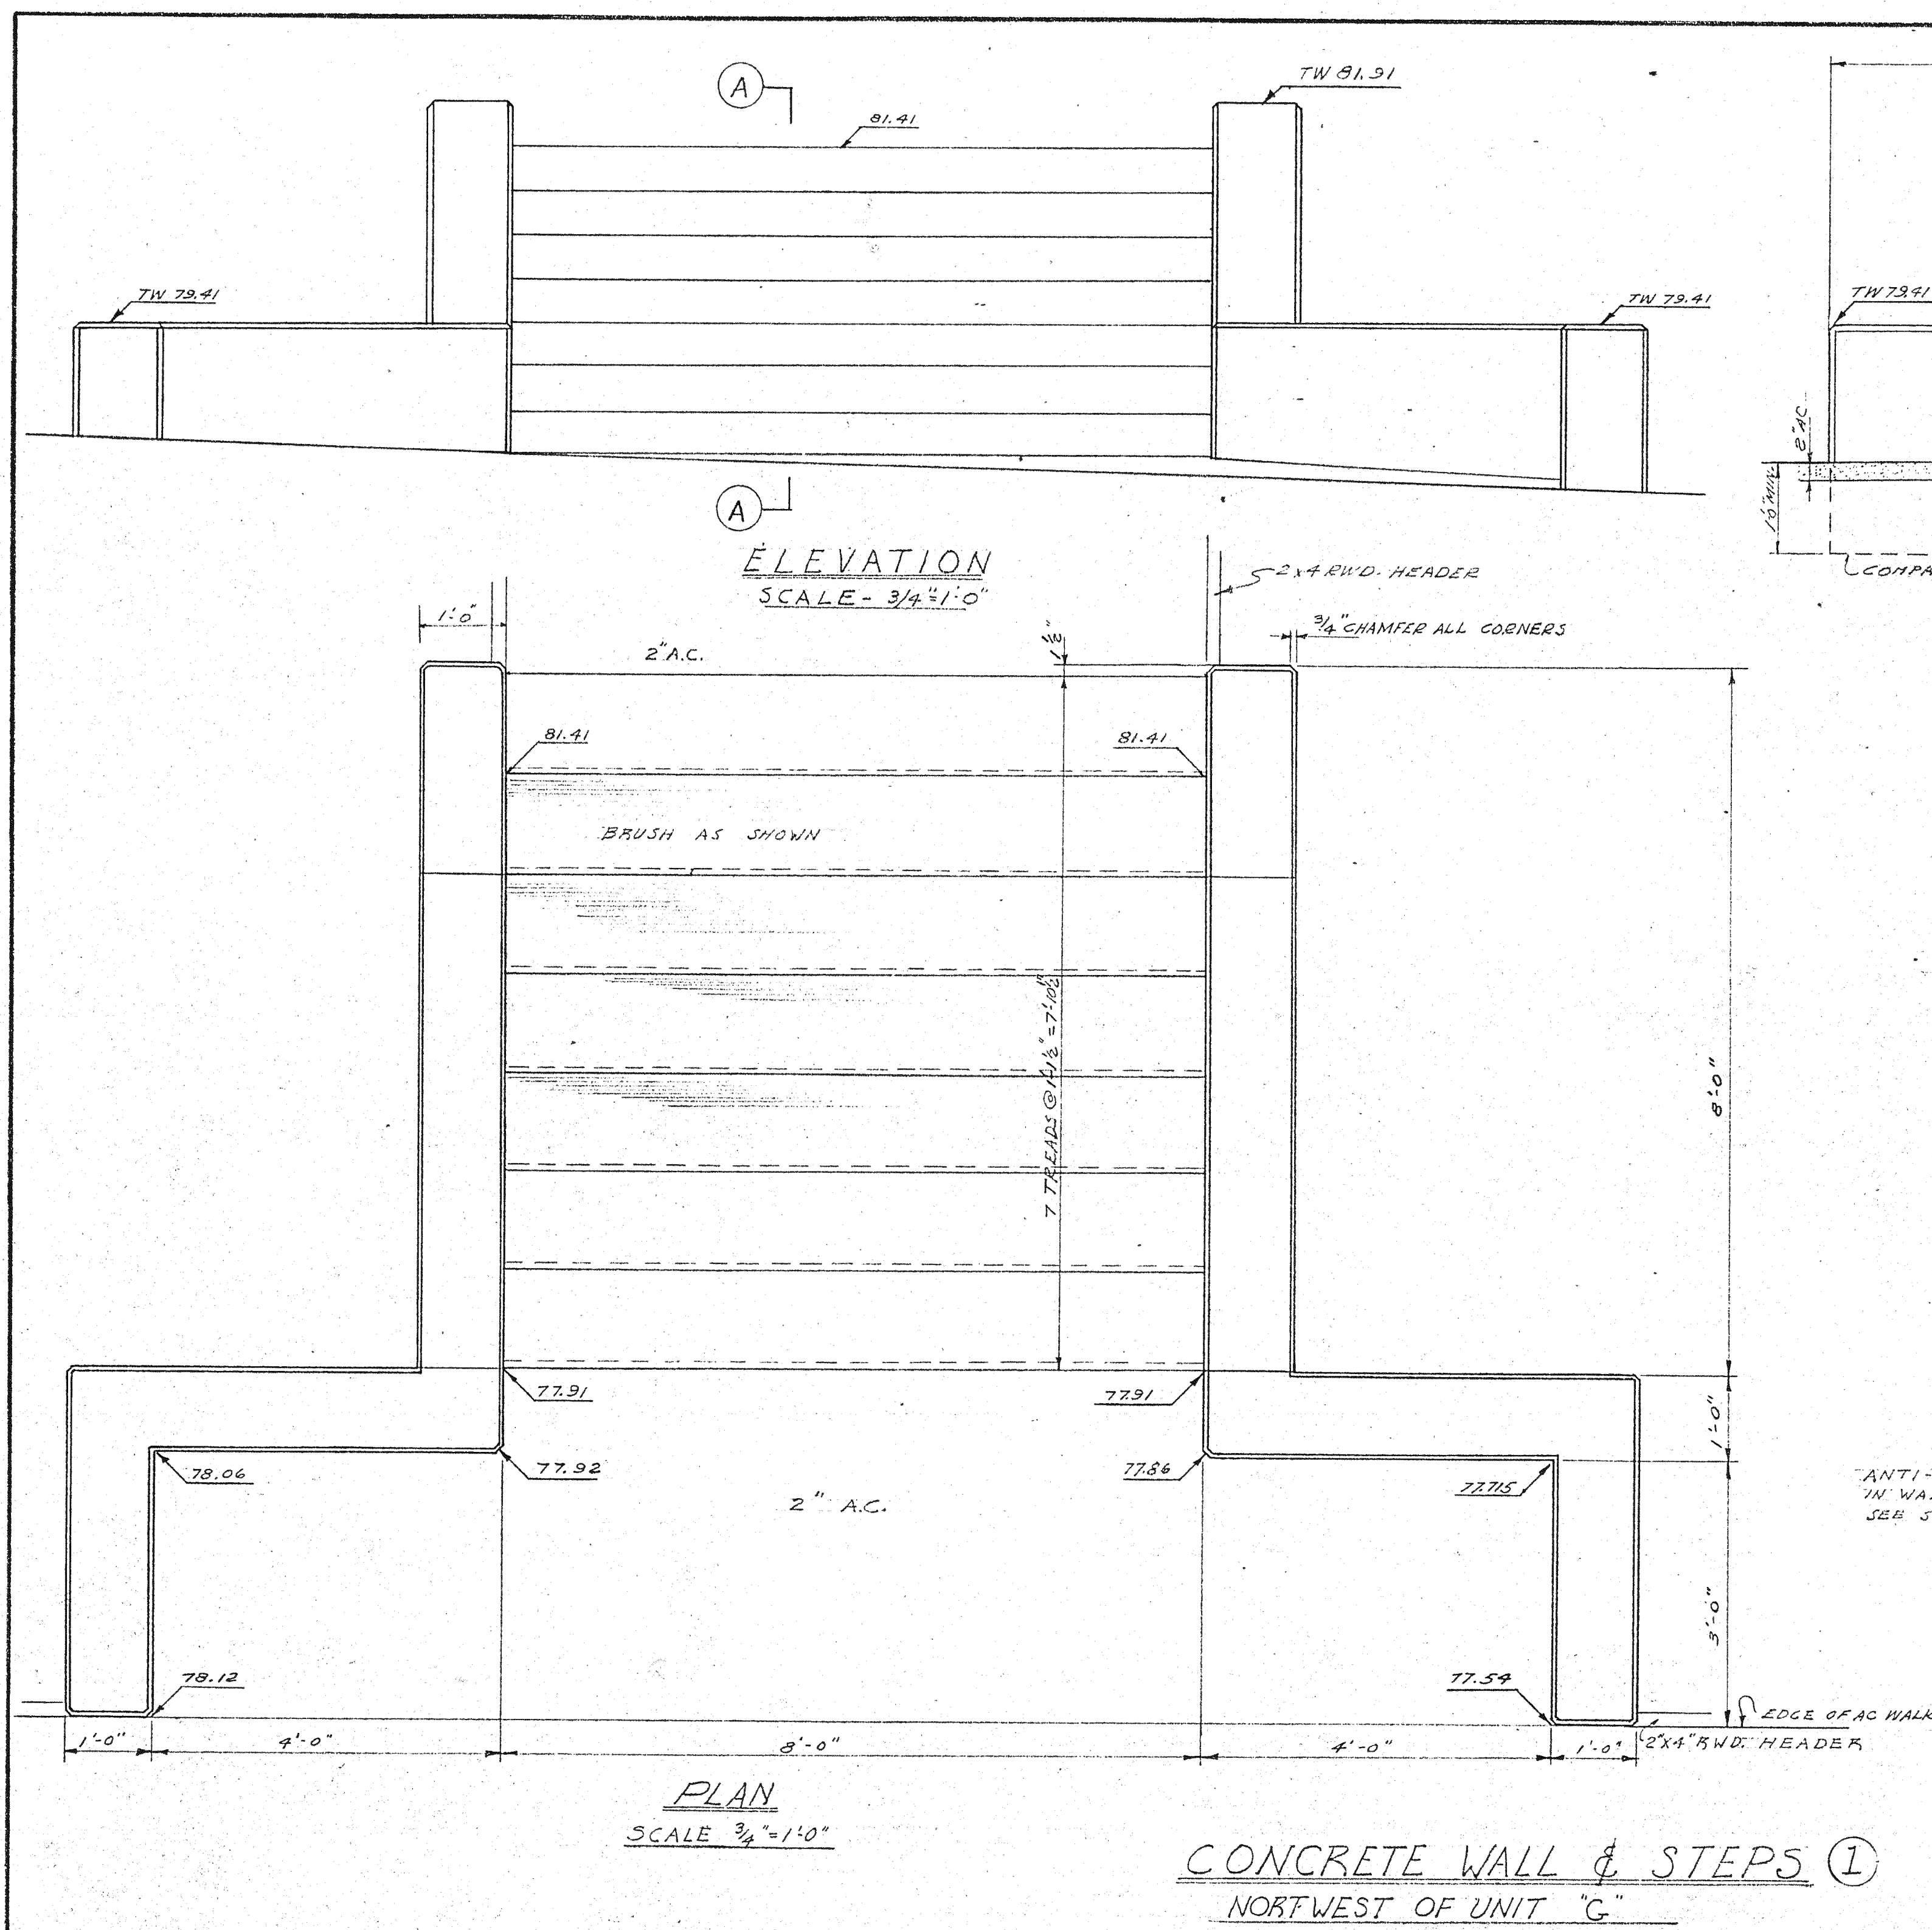 A
TW 81.91
81.41
TW 79.41
TW 79.41
TW 79.41
2" AC
1'-0" MIN.
A
ELEVATION
SCALE - 3/4"=1'-0"
2x4 RWD. HEADER
1'-0"
3/4" CHAMFER ALL CORNERS
2" A.C.
1 1/2"
81.41
81.41
BRUSH AS SHOWN
7 TREADS @ 1'-1 1/2" = 7'-10 1/2"
8'-0"
77.91
77.91
1'-0"
78.06
77.92
77.86
77.715
2" A.C.
ANTI-
SEE S
3'-0"
78.12
77.54
EDGE OF AC WALK
1'-0"
4'-0"
8'-0"
4'-0"
1'-0"
2"X4" RWD. HEADER
PLAN
SCALE 3/4"=1'-0"
CONCRETE WALL & STEPS 1
NORTWEST OF UNIT "G"